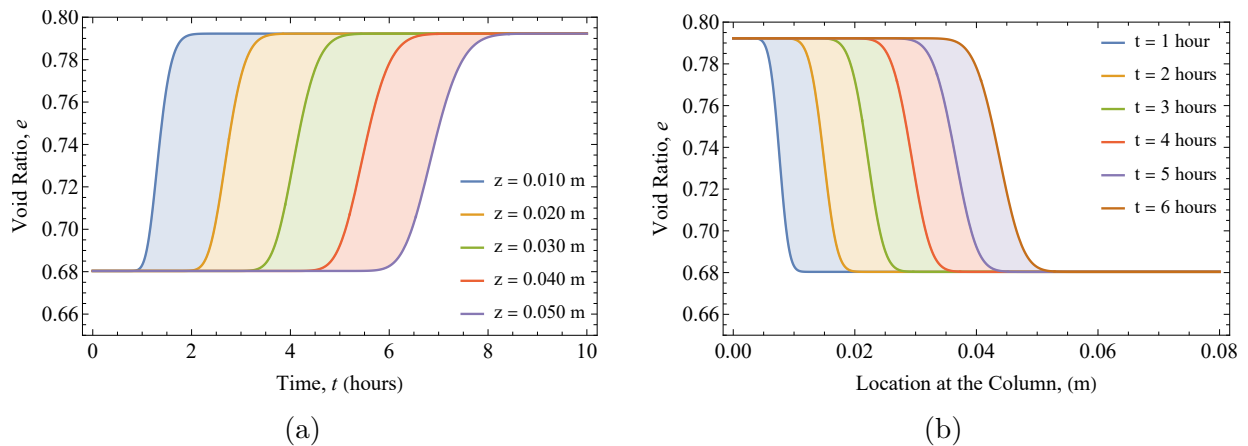 0.80
0.78
0.76
0.74
0.72
0.70
0.68
0.66
Void Ratio, e
z = 0.010 m
z = 0.020 m
z = 0.030 m
z = 0.040 m
z = 0.050 m
0 2 4 6 8 10
Time, t (hours)
(a)
0.80
0.78
0.76
0.74
0.72
0.70
0.68
0.66
Void Ratio, e
t = 1 hour
t = 2 hours
t = 3 hours
t = 4 hours
t = 5 hours
t = 6 hours
0.00 0.02 0.04 0.06 0.08
Location at the Column, (m)
(b)